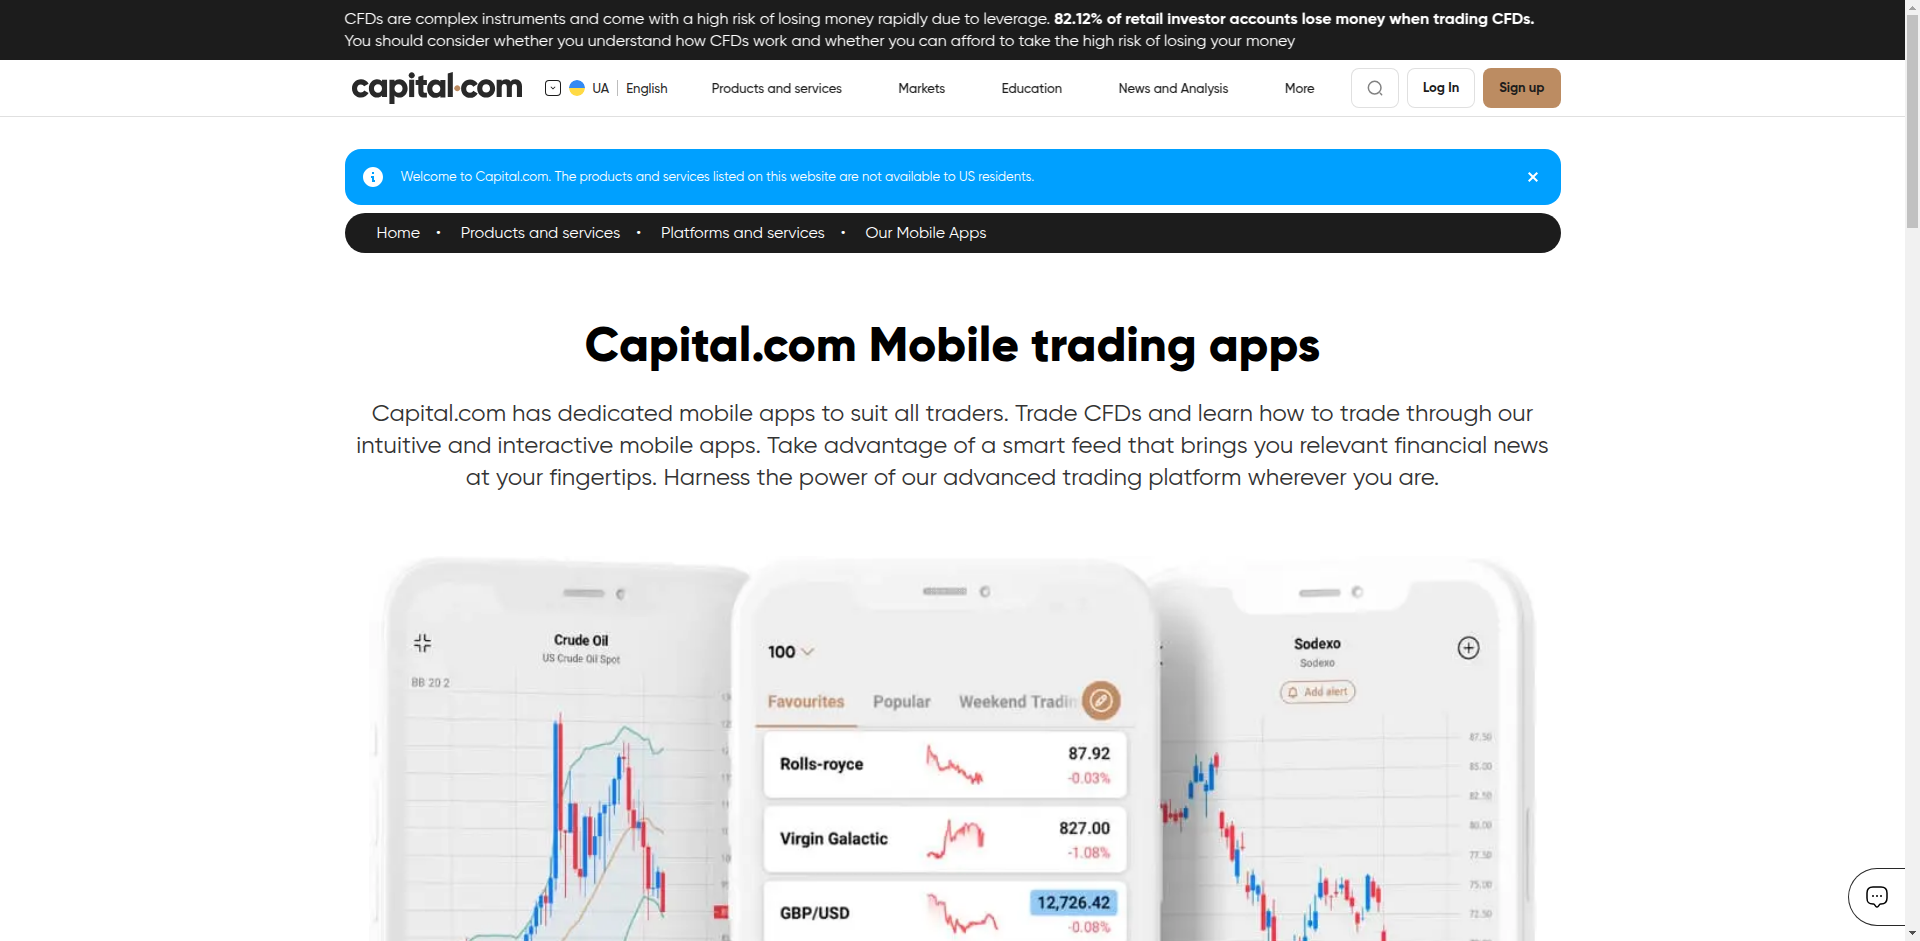 CFDs are complex instruments and come with a high risk of losing money rapidly due to leverage. 82.12% of retail investor accounts lose money when trading CFDs.
You should consider whether you understand how CFDs work and whether you can afford to take the high risk of losing your money
capital.com UA English Products and services Markets Education News and Analysis More Log In Sign up
Welcome to Capital.com. The products and services listed on this website are not available to US residents.
Home • Products and services • Platforms and services • Our Mobile Apps
Capital.com Mobile trading apps
Capital.com has dedicated mobile apps to suit all traders. Trade CFDs and learn how to trade through our
intuitive and interactive mobile apps. Take advantage of a smart feed that brings you relevant financial news
at your fingertips. Harness the power of our advanced trading platform wherever you are.
Crude Oil
US Crude Oil Spot
BB 20 2
100
Favourites Popular Weekend Tradin
Rolls-royce 87.92
-0.03%
Virgin Galactic 827.00
-1.08%
GBP/USD 12,726.42
-0.08%
Sodexo
Sodexo
Add alert
87.50
85.00
82.50
80.00
77.50
75.00
72.50